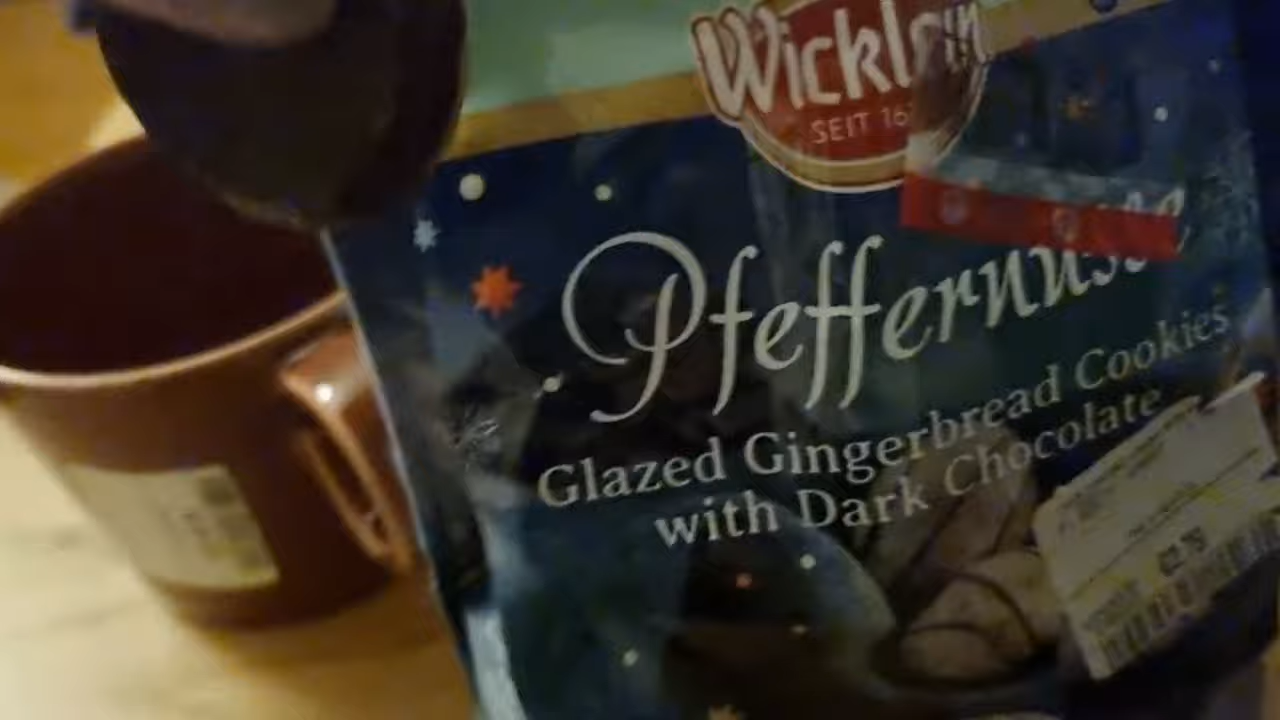 Wicklein
SEIT 16
Pfeffernüsse
Glazed Gingerbread Cookies
with Dark Chocolate